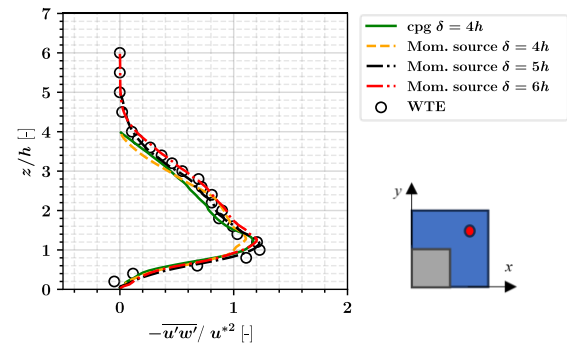 7
6
5
4
3
2
1
0
z/h [-]
0
1
2
−u′w′/ u*² [-]
cpg δ = 4h
Mom. source δ = 4h
Mom. source δ = 5h
Mom. source δ = 6h
WTE
y
x